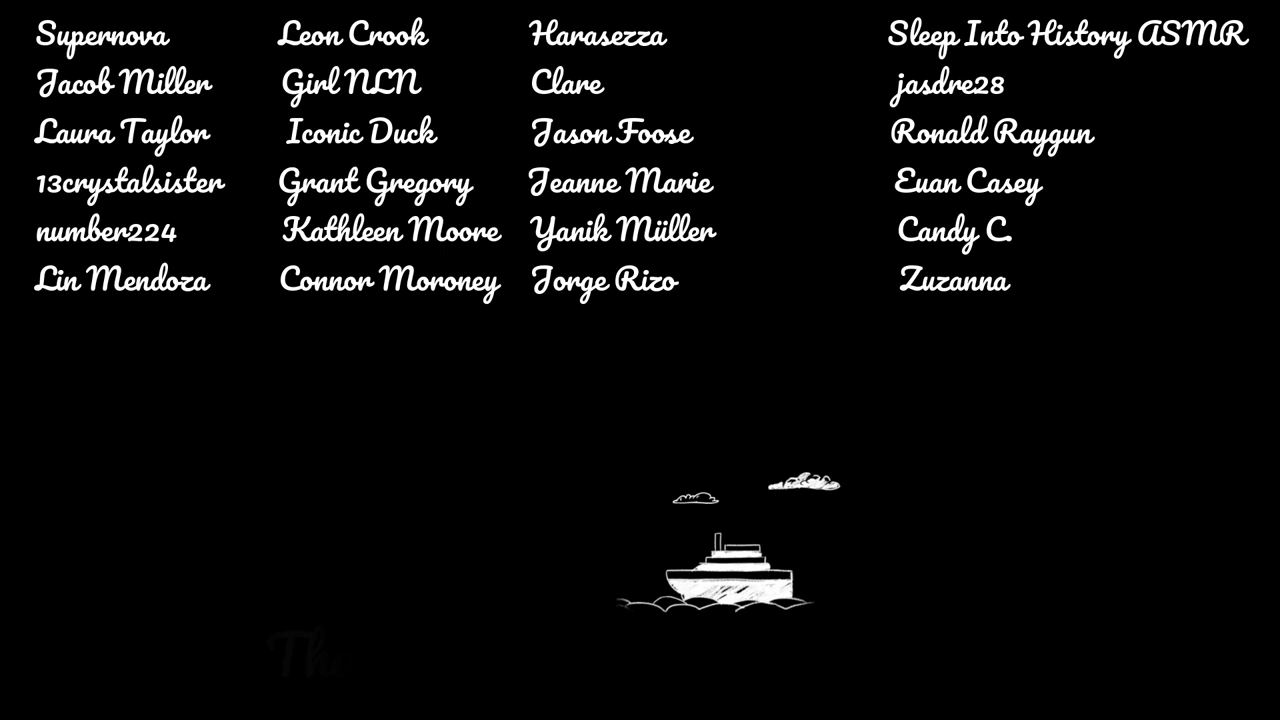 Supernova
Jacob Miller
Laura Taylor
13crystalsister
number224
Lin Mendoza
Leon Crook
Girl NLN
Iconic Duck
Grant Gregory
Kathleen Moore
Connor Moroney
Harasezza
Clare
Jason Foose
Jeanne Marie
Yanik Müller
Jorge Rizo
Sleep Into History ASMR
jasdre28
Ronald Raygun
Euan Casey
Candy C.
Zuzanna